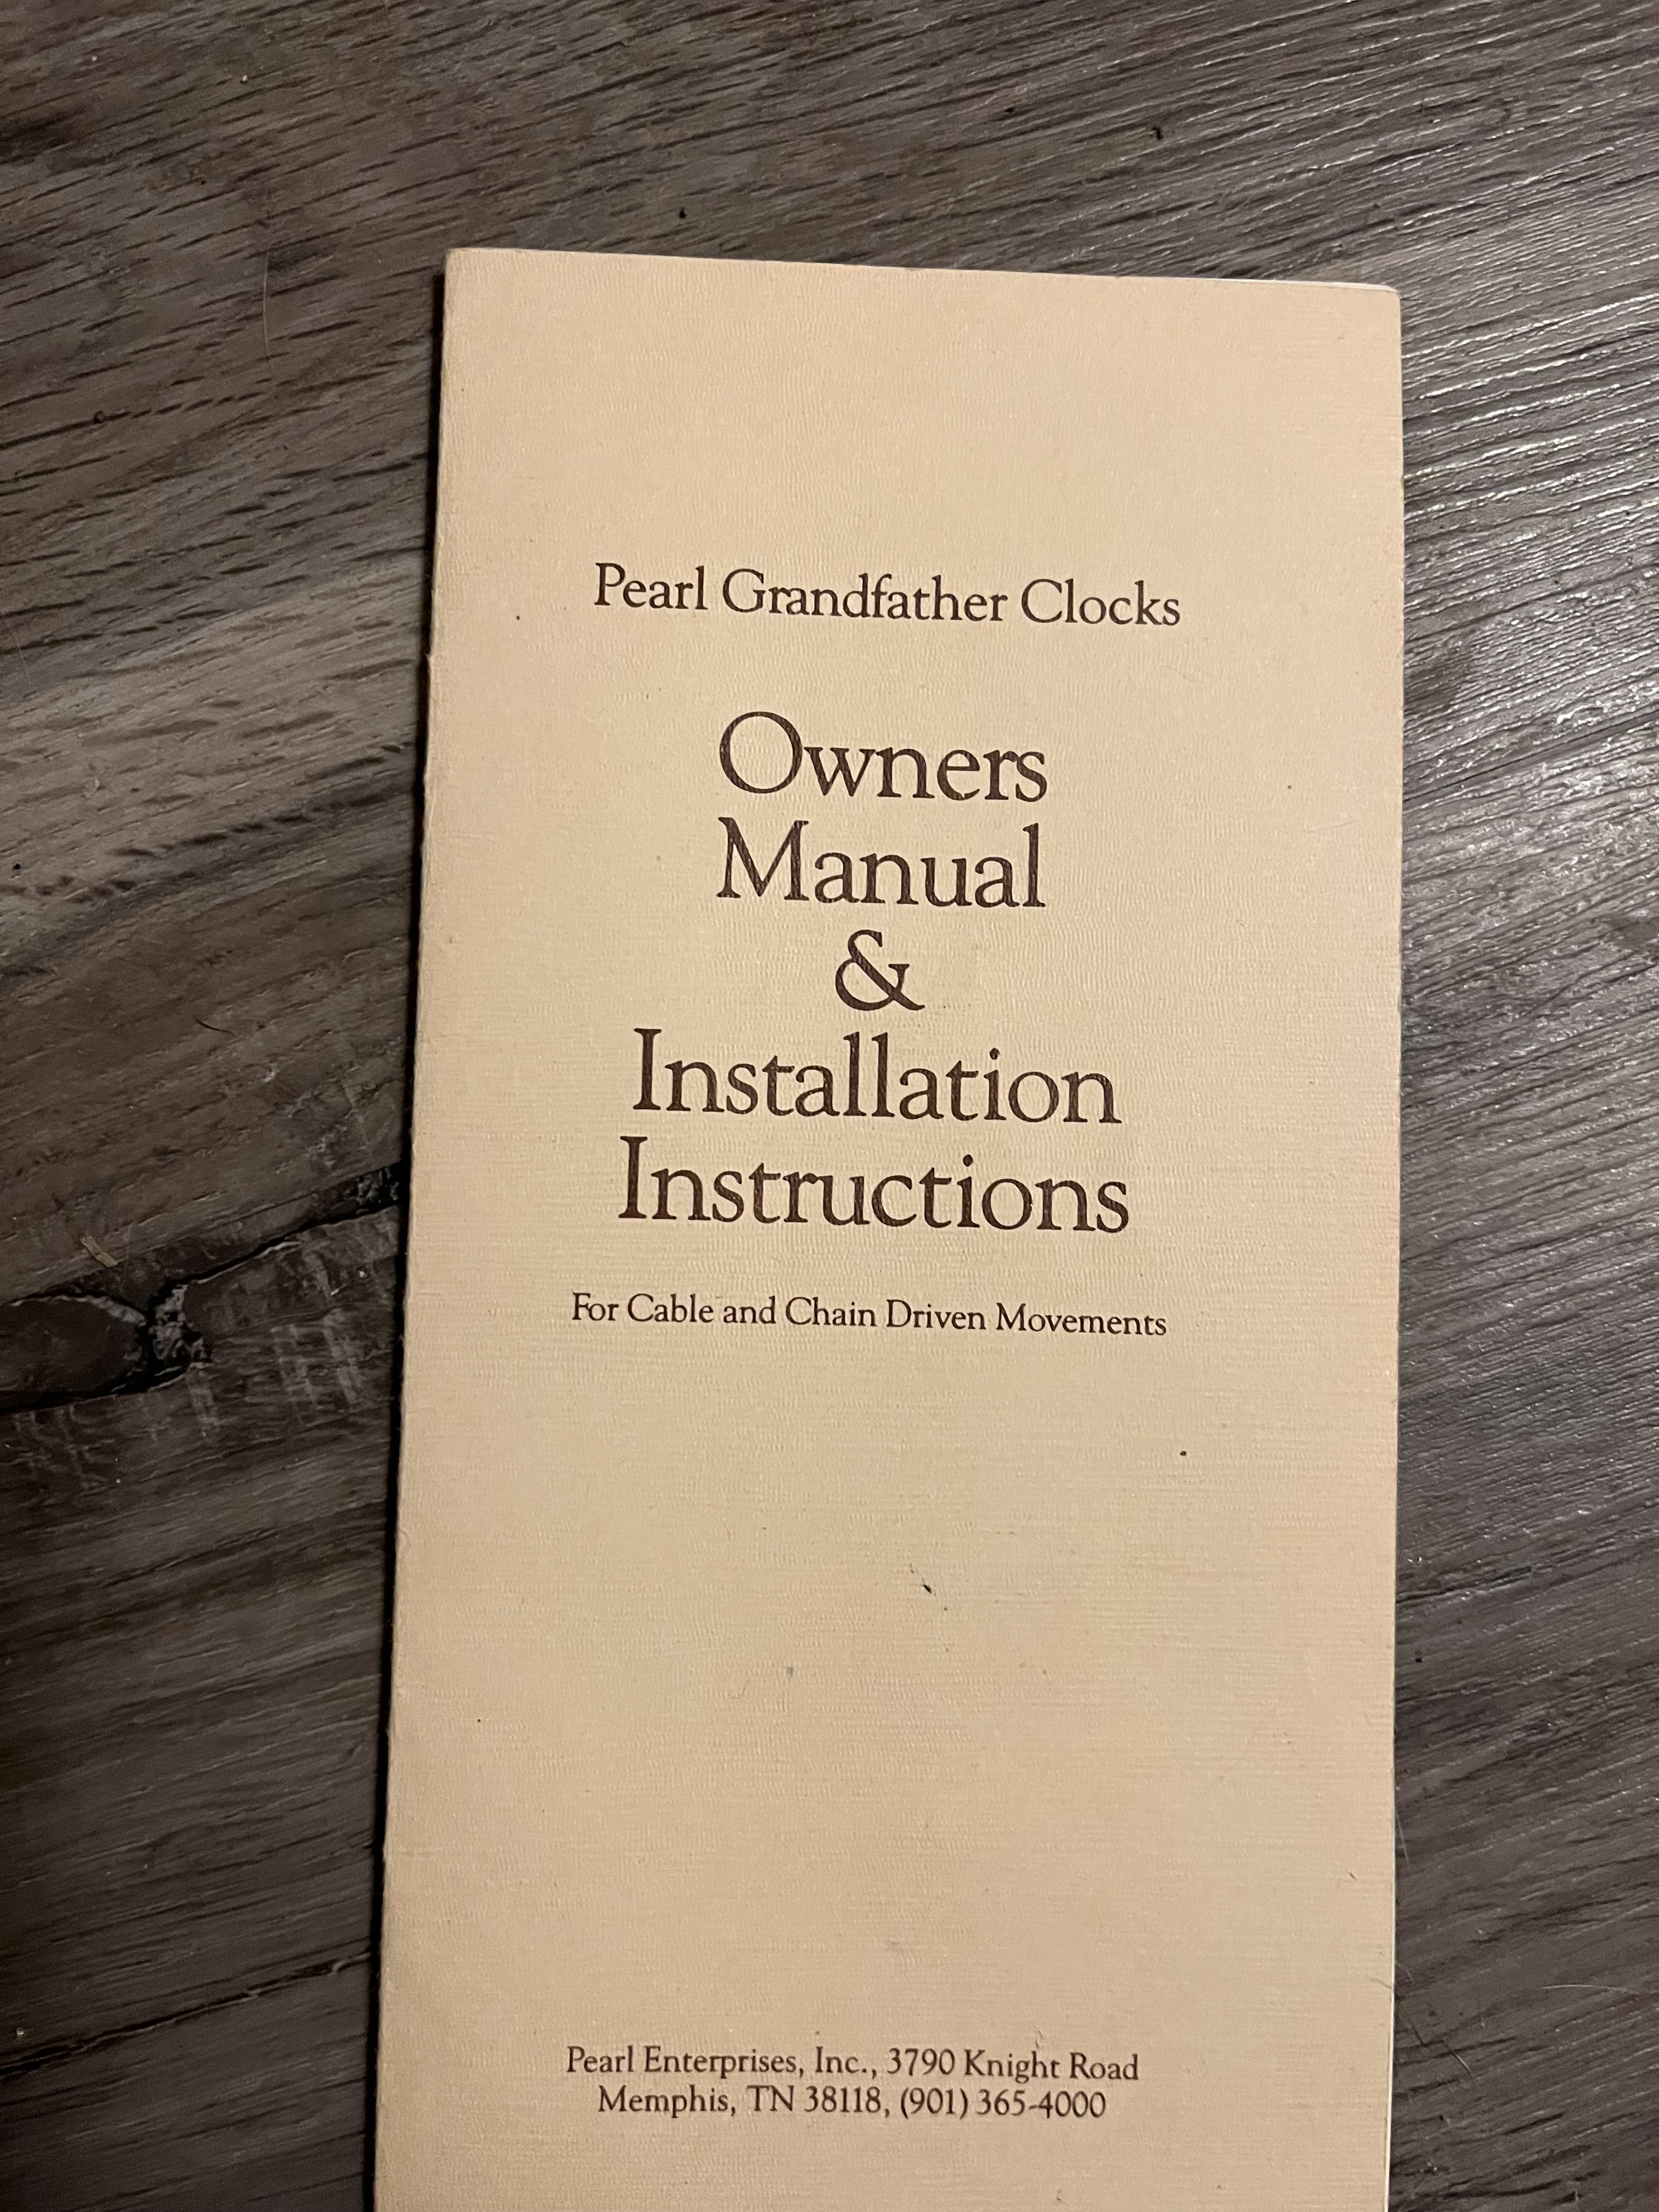 Pearl Grandfather Clocks
Owners
Manual
&
Installation
Instructions
For Cable and Chain Driven Movements
Pearl Enterprises, Inc., 3790 Knight Road
Memphis, TN 38118, (901) 365-4000